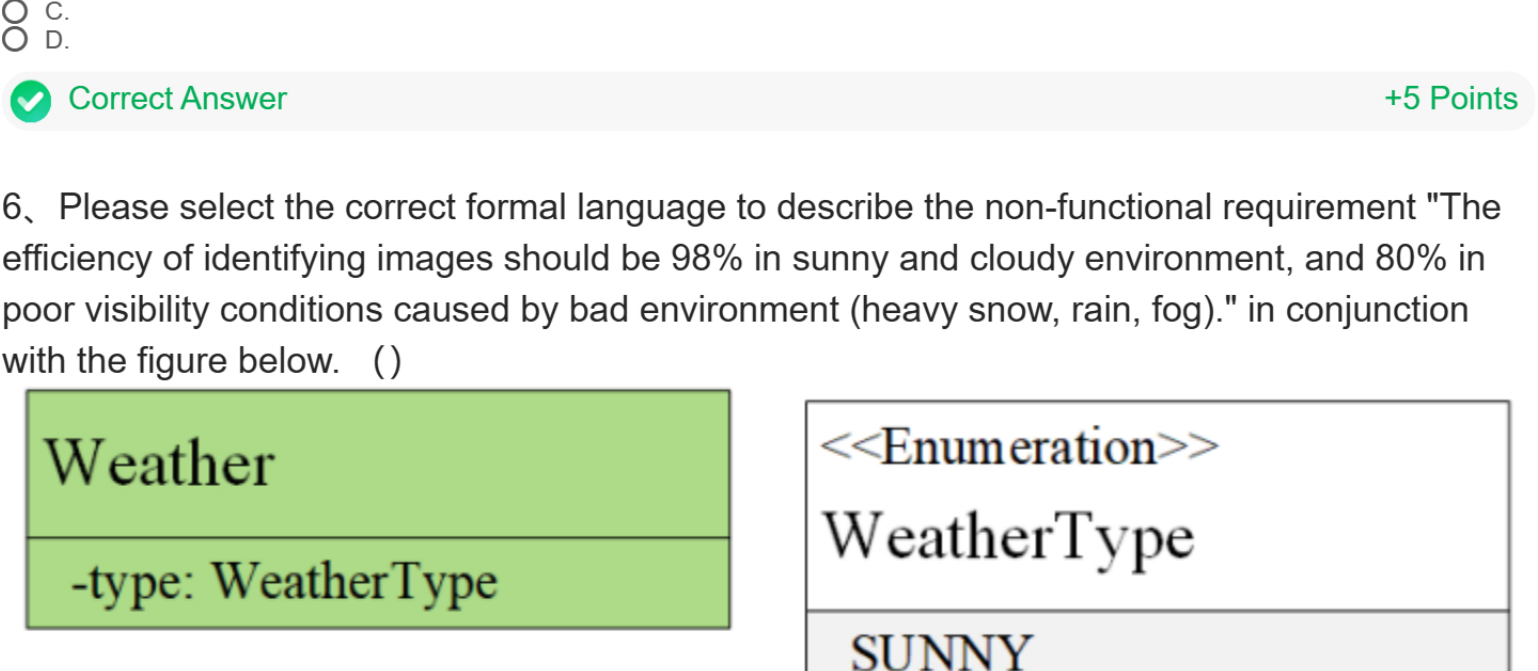 C.
D.
Correct Answer
+5 Points
6、 Please select the correct formal language to describe the non-functional requirement "The
efficiency of identifying images should be 98% in sunny and cloudy environment, and 80% in
poor visibility conditions caused by bad environment (heavy snow, rain, fog)." in conjunction
with the figure below. ()
Weather
-type: WeatherType
<<Enumeration>>
WeatherType
SUNNY